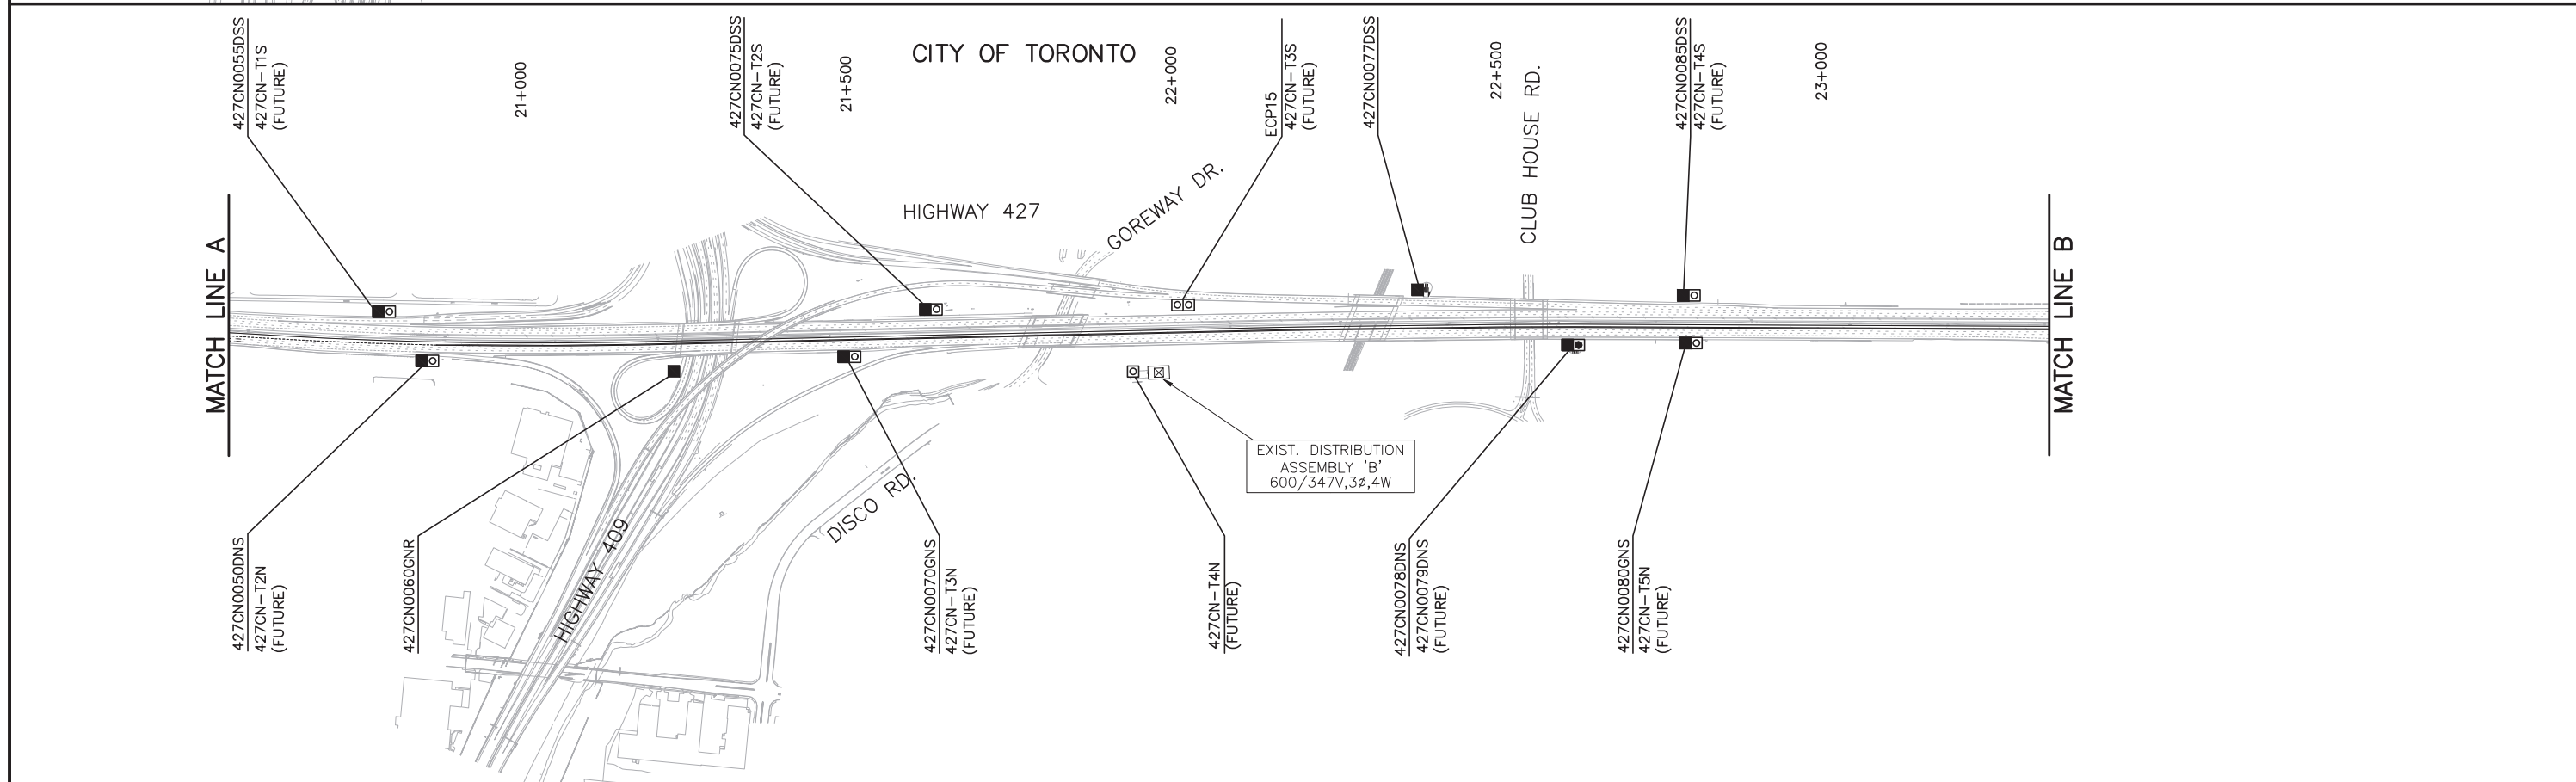 427CN0055DSS
427CN-T1S
(FUTURE)
21+000
427CN0075DSS
427CN-T2S
(FUTURE)
21+500
CITY OF TORONTO
22+000
ECP15
427CN-T3S
(FUTURE)
427CN0077DSS
22+500
CLUB HOUSE RD.
427CN0085DSS
427CN-T4S
(FUTURE)
23+000
HIGHWAY 427
GOREWAY DR.
MATCH LINE A
MATCH LINE B
EXIST. DISTRIBUTION
ASSEMBLY 'B'
600/347V,3ø,4W
DISCO RD.
HIGHWAY 409
427CN0050DNS
427CN-T2N
(FUTURE)
427CN0060GNR
427CN0070GNS
427CN-T3N
(FUTURE)
427CN-T4N
(FUTURE)
427CN0078DNS
427CN0079DNS
(FUTURE)
427CN0080GNS
427CN-T5N
(FUTURE)